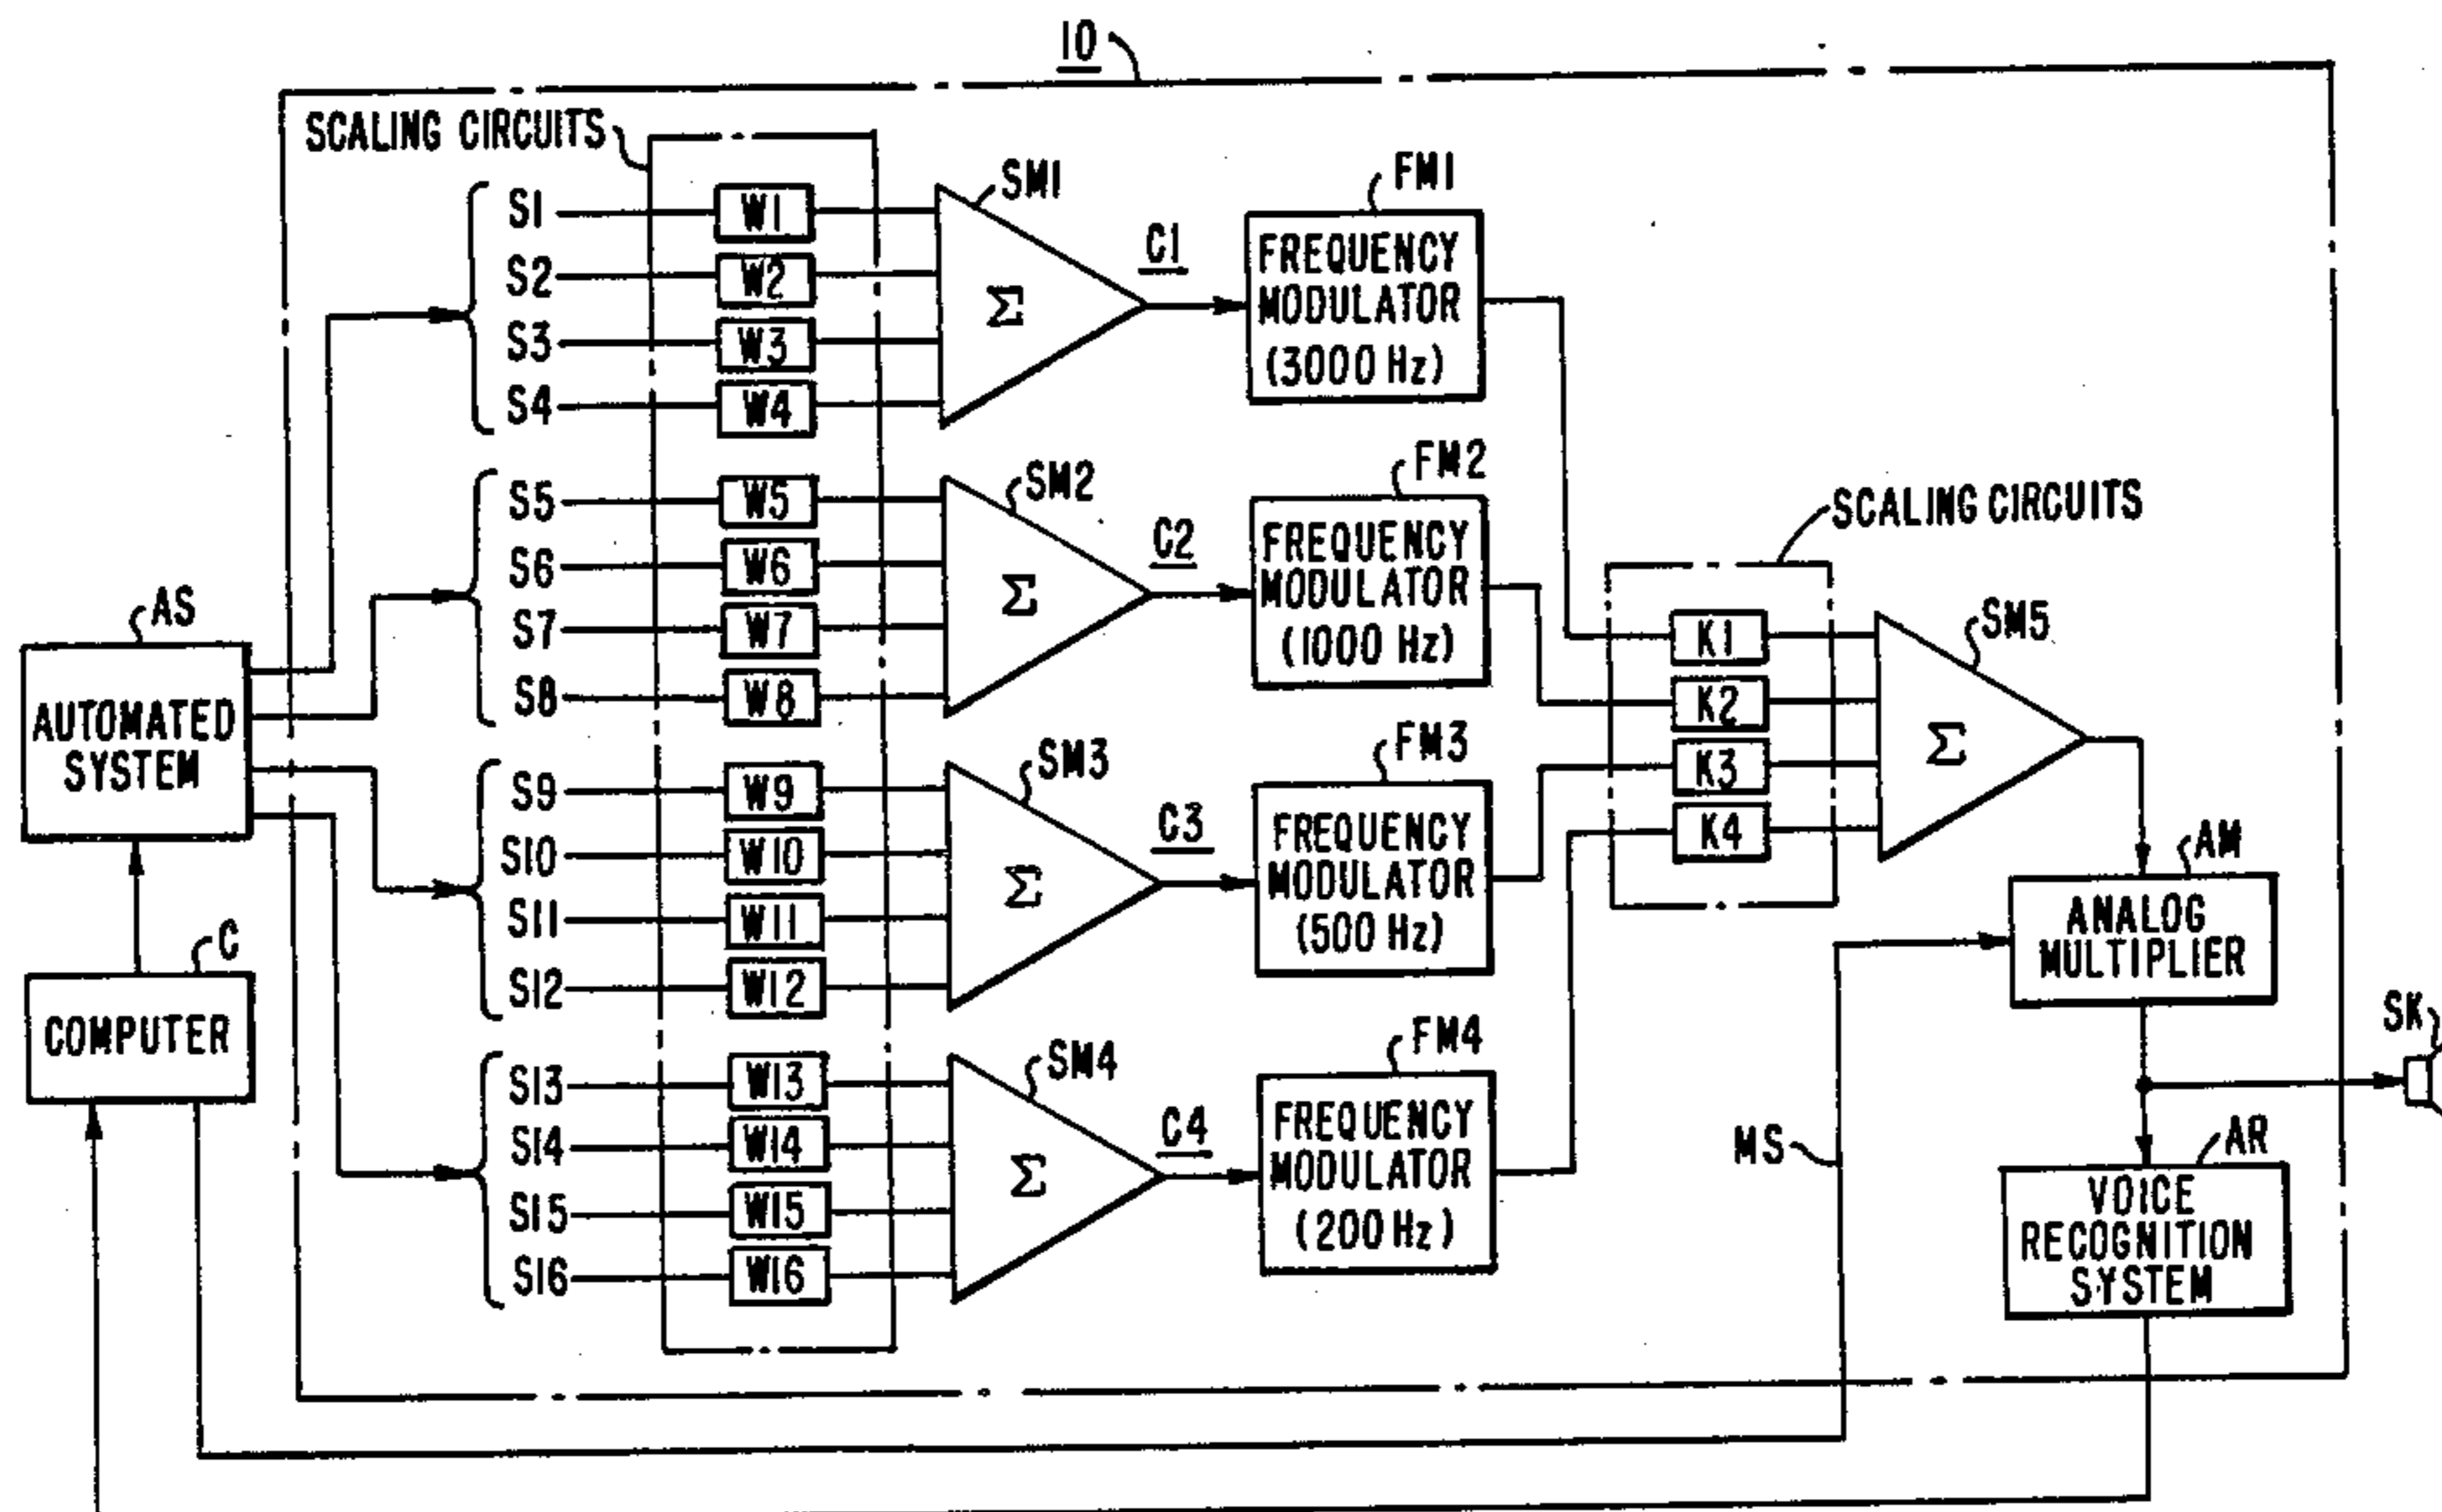 10
SCALING CIRCUITS
S1
S2
S3
S4
W1
W2
W3
W4
SM1
Σ
C1
FM1
FREQUENCY
MODULATOR
(3000 Hz)
S5
S6
S7
S8
W5
W6
W7
W8
SM2
Σ
C2
FM2
FREQUENCY
MODULATOR
(1000 Hz)
SCALING CIRCUITS
K1
K2
K3
K4
SM5
Σ
AS
AUTOMATED
SYSTEM
S9
S10
S11
S12
W9
W10
W11
W12
SM3
Σ
C3
FM3
FREQUENCY
MODULATOR
(500 Hz)
AM
ANALOG
MULTIPLIER
C
COMPUTER
S13
S14
S15
S16
W13
W14
W15
W16
SM4
Σ
C4
FM4
FREQUENCY
MODULATOR
(200 Hz)
MS
SK
AR
VOICE
RECOGNITION
SYSTEM